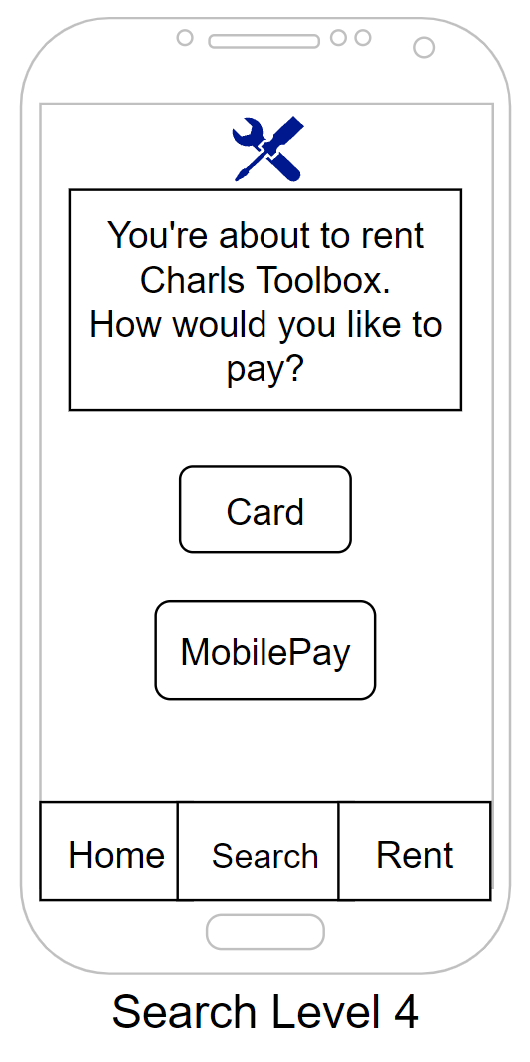 You're about to rent
Charls Toolbox.
How would you like to
pay?
Card
MobilePay
Home
Search
Rent
Search Level 4